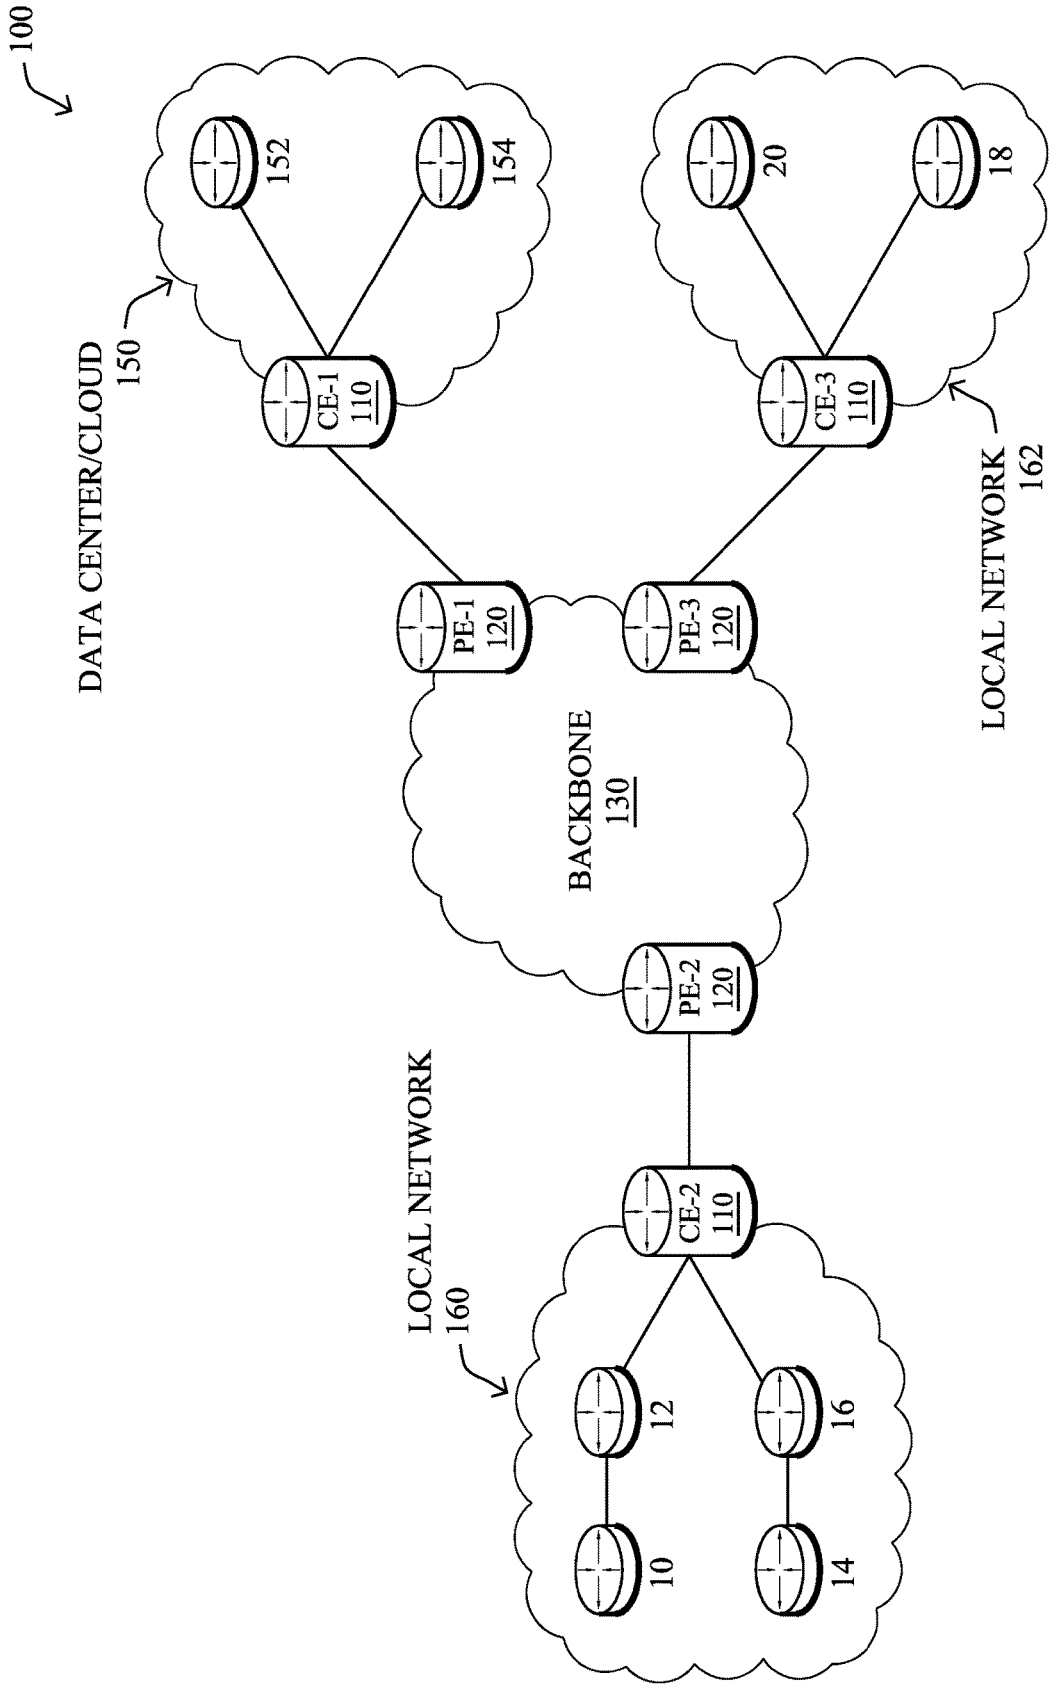 100
DATA CENTER/CLOUD
150
152
CE-1
110
154
LOCAL NETWORK
160
PE-1
120
BACKBONE
130
10
12
CE-2
110
PE-2
120
PE-3
120
14
16
20
CE-3
110
18
LOCAL NETWORK
162